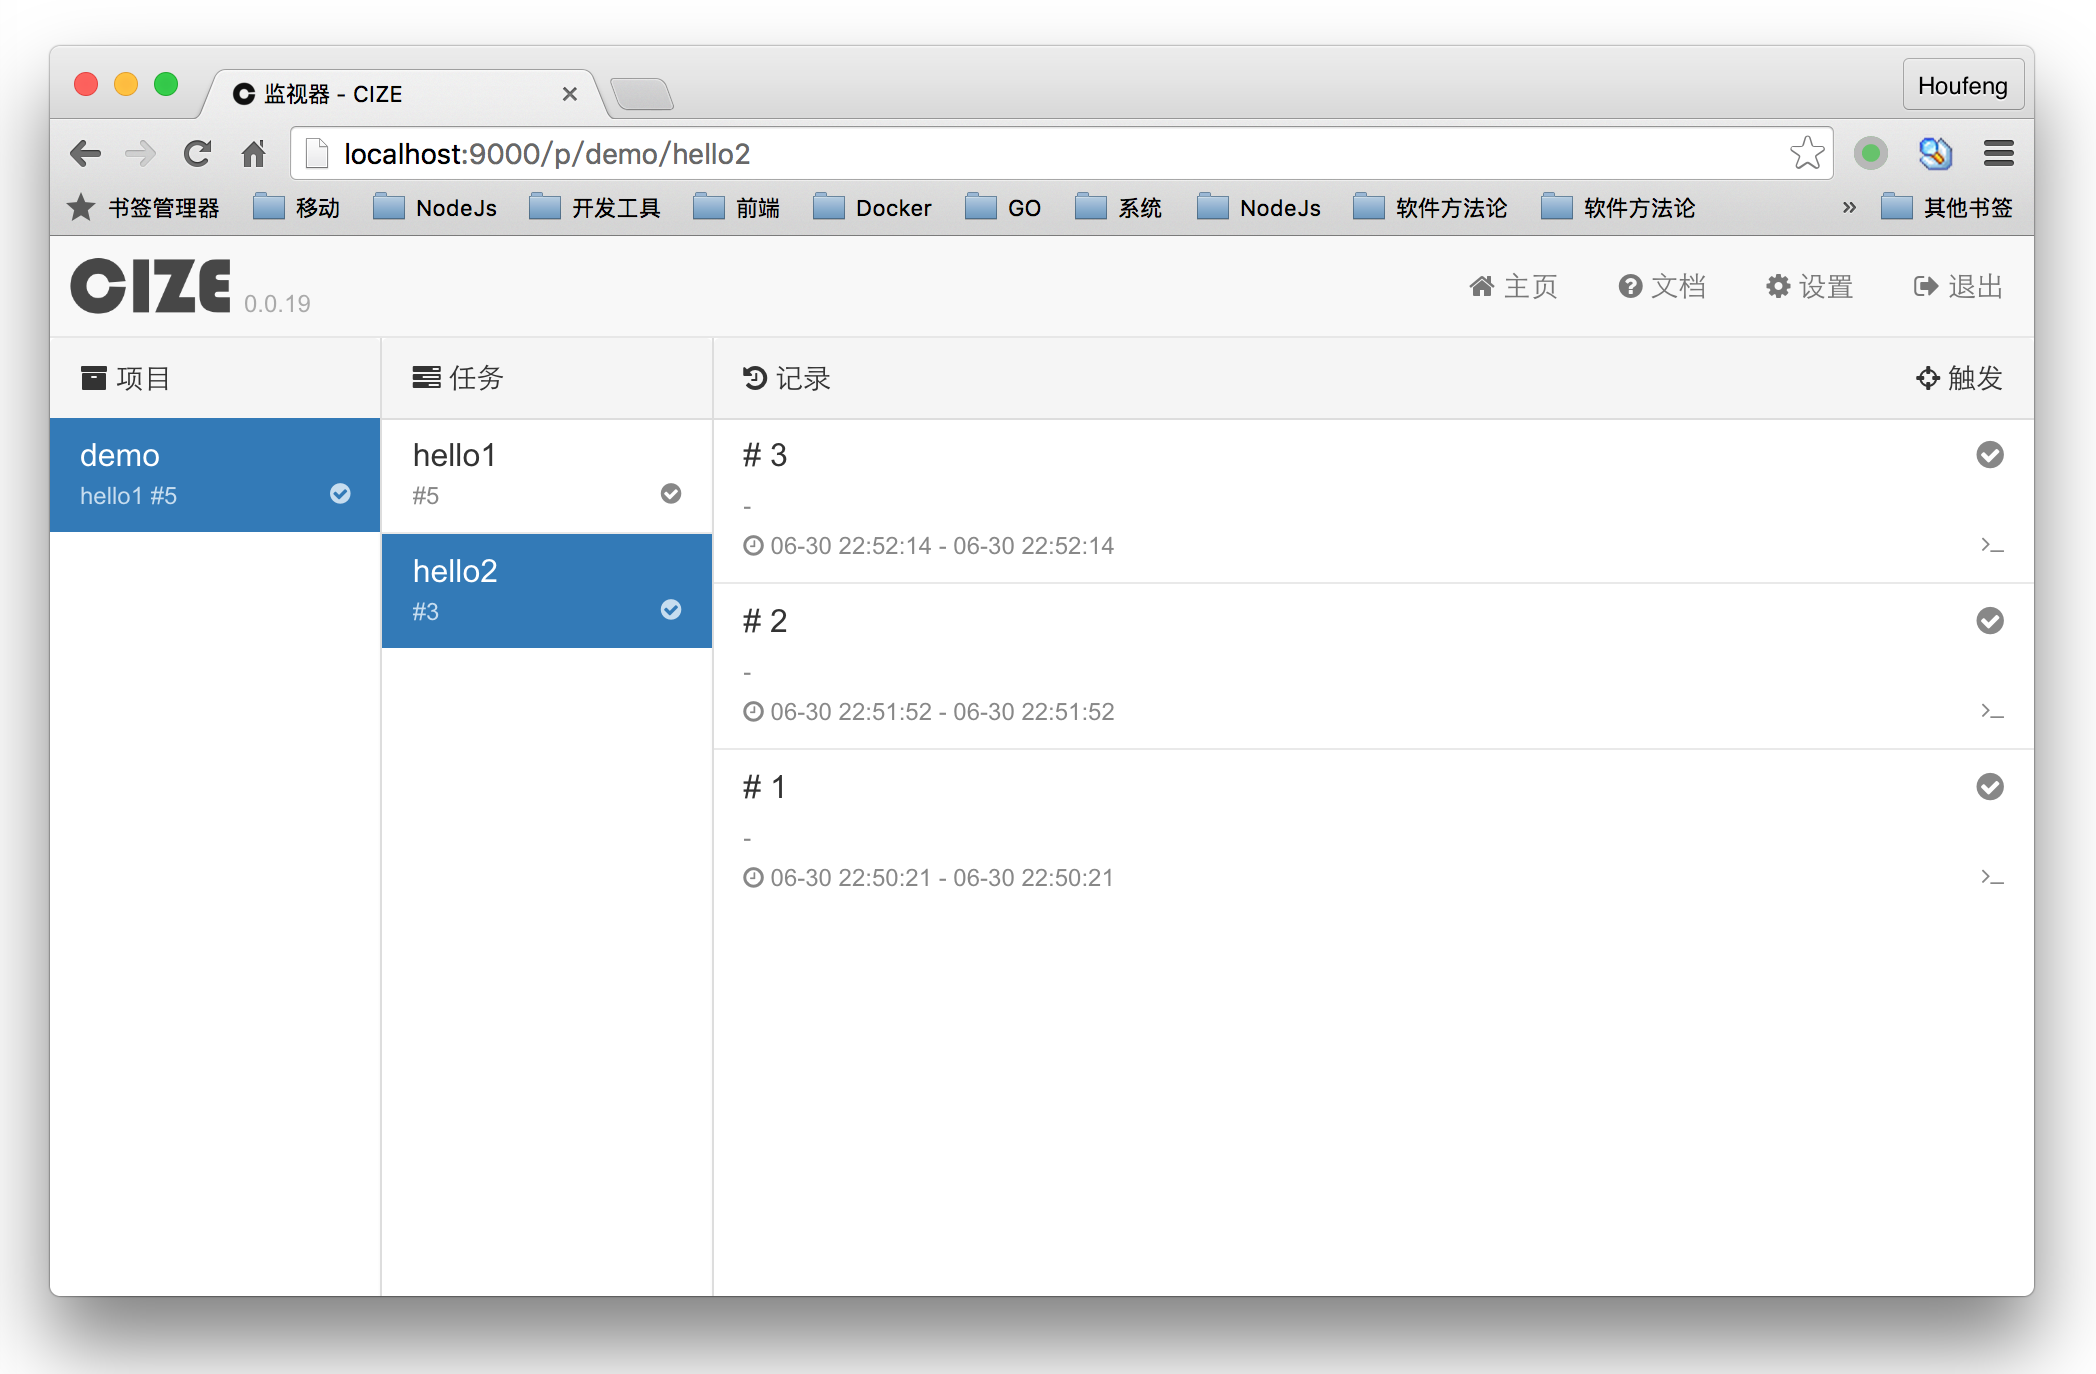 监视器 - CIZE
Houfeng
localhost:9000/p/demo/hello2
书签管理器 移动 NodeJs 开发工具 前端 Docker GO 系统 NodeJs 软件方法论 软件方法论 » 其他书签
CIZE 0.0.19 主页 文档 设置 退出
项目 任务 记录 触发
demo
hello1 #5
hello1
#5
hello2
#3
# 3
-
06-30 22:52:14 - 06-30 22:52:14
# 2
-
06-30 22:51:52 - 06-30 22:51:52
# 1
-
06-30 22:50:21 - 06-30 22:50:21